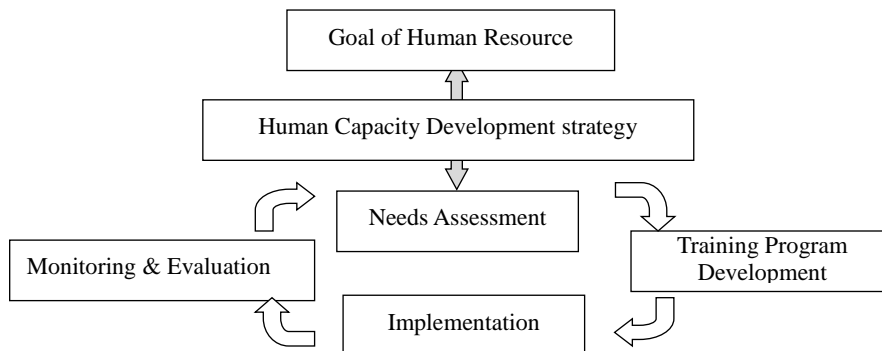 Goal of Human Resource
Human Capacity Development strategy
Needs Assessment
Monitoring & Evaluation
Training Program
Development
Implementation